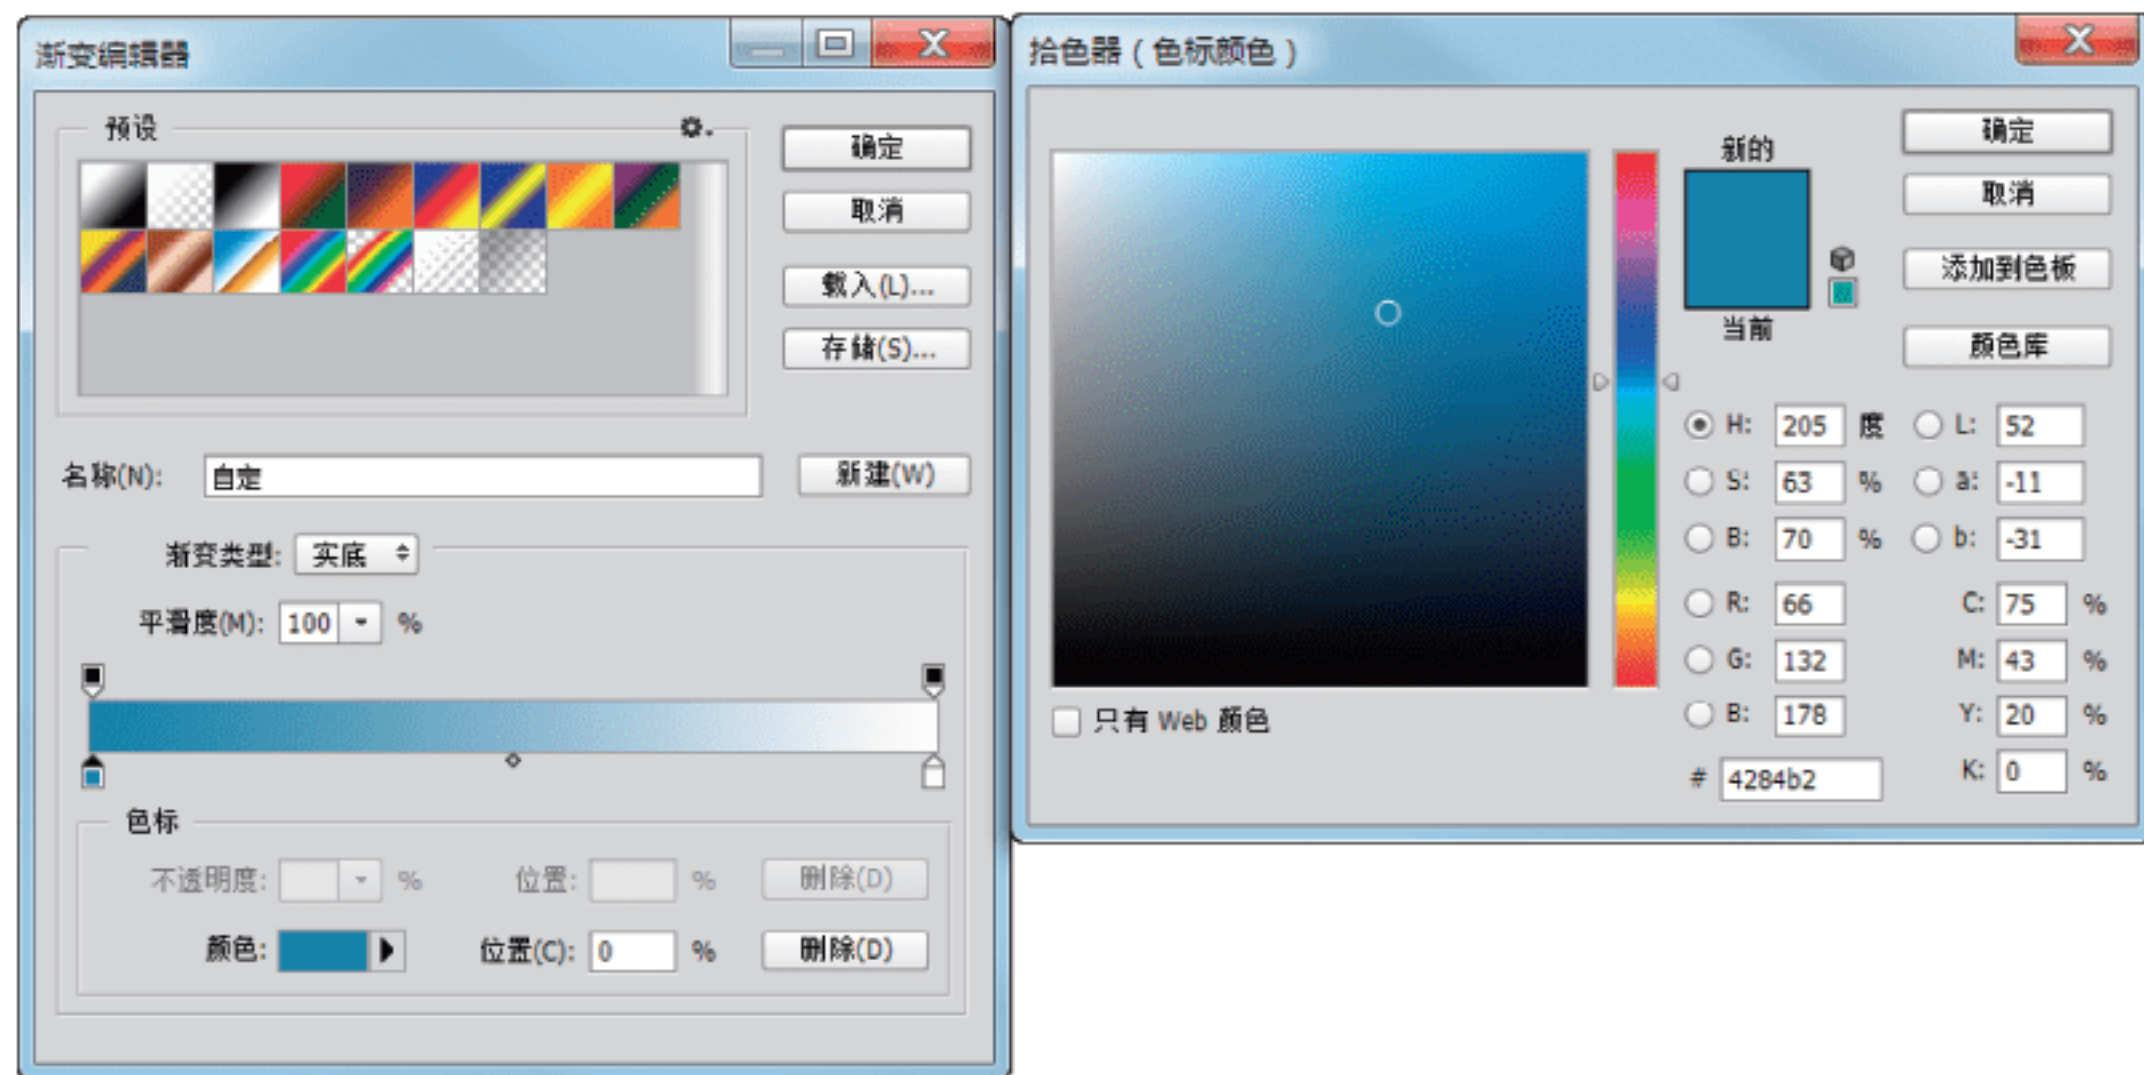 渐变编辑器
预设
确定
取消
载入(L)...
存储(S)...
名称(N): 自定
新建(W)
渐变类型: 实底
平滑度(M): 100 %
色标
不透明度: % 位置: % 删除(D)
颜色: 位置(C): 0 % 删除(D)
拾色器（色标颜色）
新的
当前
确定
取消
添加到色板
颜色库
H: 205 度 L: 52
S: 63 % a: -11
B: 70 % b: -31
R: 66 C: 75 %
G: 132 M: 43 %
B: 178 Y: 20 %
# 4284b2 K: 0 %
只有 Web 颜色